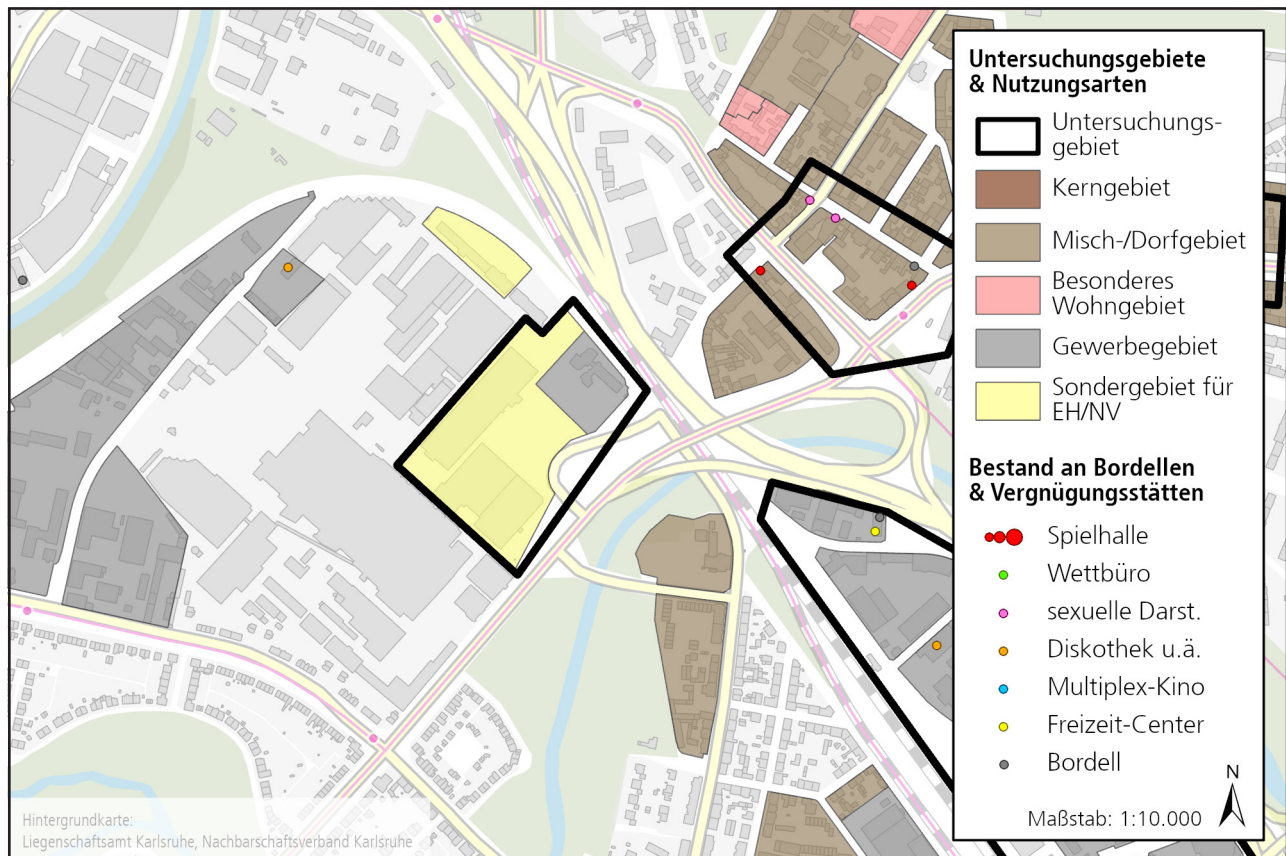 Untersuchungsgebiete
& Nutzungsarten
Untersuchungs-
gebiet
Kerngebiet
Misch-/Dorfgebiet
Besonderes
Wohngebiet
Gewerbegebiet
Sondergebiet für
EH/NV
Bestand an Bordellen
& Vergnügungsstätten
Spielhalle
Wettbüro
sexuelle Darst.
Diskothek u.ä.
Multiplex-Kino
Freizeit-Center
Bordell
N
Maßstab: 1:10.000
Hintergrundkarte:
Liegenschaftsamt Karlsruhe, Nachbarschaftsverband Karlsruhe